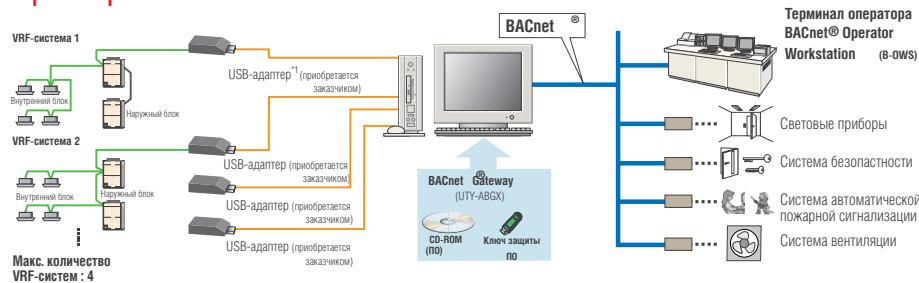 VRF-система 1
Внутренний блок
Наружный блок
VRF-система 2
Внутренний блок
Наружный блок
Макс. количество
VRF-систем : 4
USB-адаптер*1 (приобретается
заказчиком)
USB-адаптер (приобретается
заказчиком)
USB-адаптер (приобретается
заказчиком)
USB-адаптер (приобретается
заказчиком)
BACnet ®
BACnet® Gateway
(UTY-ABGX)
CD-ROM
(ПО)
Ключ защиты
ПО
Терминал оператора
BACnet® Operator
Workstation (B-OWS)
Световые приборы
Система безопасности
Система автоматической
пожарной сигнализации
Система вентиляции